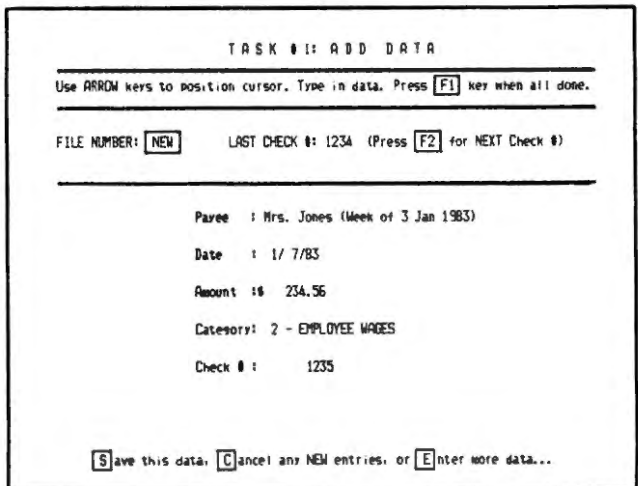 TASK #1: ADD DATA
Use ARROW keys to position cursor. Type in data. Press F1 key when all done.
FILE NUMBER: NEW LAST CHECK #: 1234 (Press F2 for NEXT Check #)
Payee : Mrs. Jones (Week of 3 Jan 1983)
Date : 1/ 7/83
Amount :$ 234.56
Category: 2 - EMPLOYEE WAGES
Check # : 1235
Save this data, Cancel any NEW entries, or Enter more data...